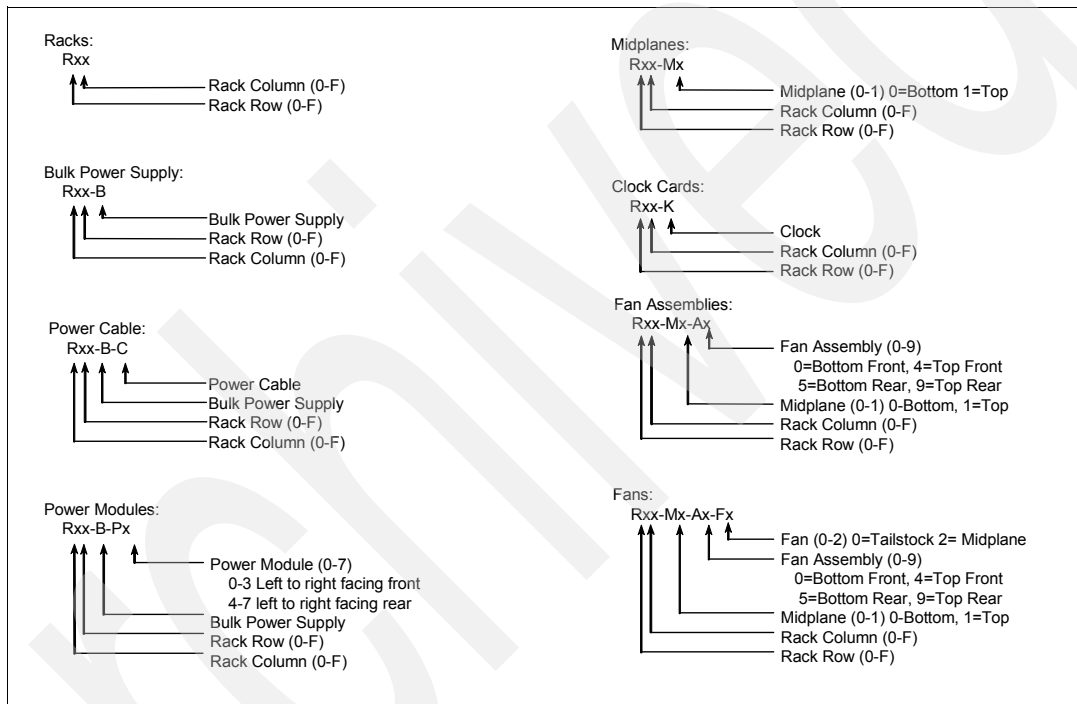 Racks:
Rxx
Rack Column (0-F)
Rack Row (0-F)
Bulk Power Supply:
Rxx-B
Bulk Power Supply
Rack Row (0-F)
Rack Column (0-F)
Power Cable:
Rxx-B-C
Power Cable
Bulk Power Supply
Rack Row (0-F)
Rack Column (0-F)
Power Modules:
Rxx-B-Px
Power Module (0-7)
0-3 Left to right facing front
4-7 left to right facing rear
Bulk Power Supply
Rack Row (0-F)
Rack Column (0-F)
Midplanes:
Rxx-Mx
Midplane (0-1) 0=Bottom 1=Top
Rack Column (0-F)
Rack Row (0-F)
Clock Cards:
Rxx-K
Clock
Rack Column (0-F)
Rack Row (0-F)
Fan Assemblies:
Rxx-Mx-Ax
Fan Assembly (0-9)
0=Bottom Front, 4=Top Front
5=Bottom Rear, 9=Top Rear
Midplane (0-1) 0-Bottom, 1=Top
Rack Column (0-F)
Rack Row (0-F)
Fans:
Rxx-Mx-Ax-Fx
Fan (0-2) 0=Tailstock 2= Midplane
Fan Assembly (0-9)
0=Bottom Front, 4=Top Front
5=Bottom Rear, 9=Top Rear
Midplane (0-1) 0-Bottom, 1=Top
Rack Column (0-F)
Rack Row (0-F)